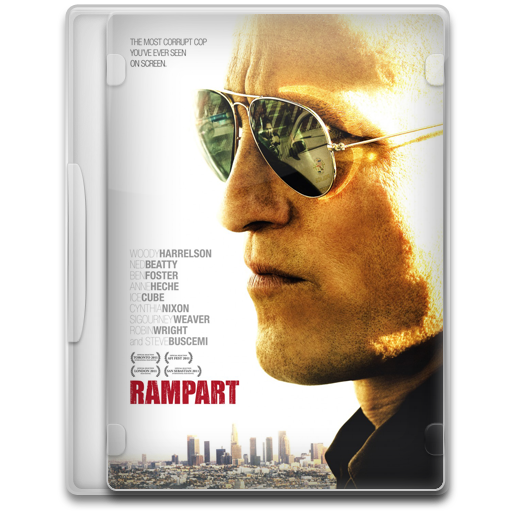 THE MOST CORRUPT COP
YOU'VE EVER SEEN
ON SCREEN.
WOODY HARRELSON
NED BEATTY
BEN FOSTER
ANNE HECHE
ICE CUBE
CYNTHIA NIXON
SIGOURNEY WEAVER
ROBIN WRIGHT
and STEVE BUSCEMI
RAMPART